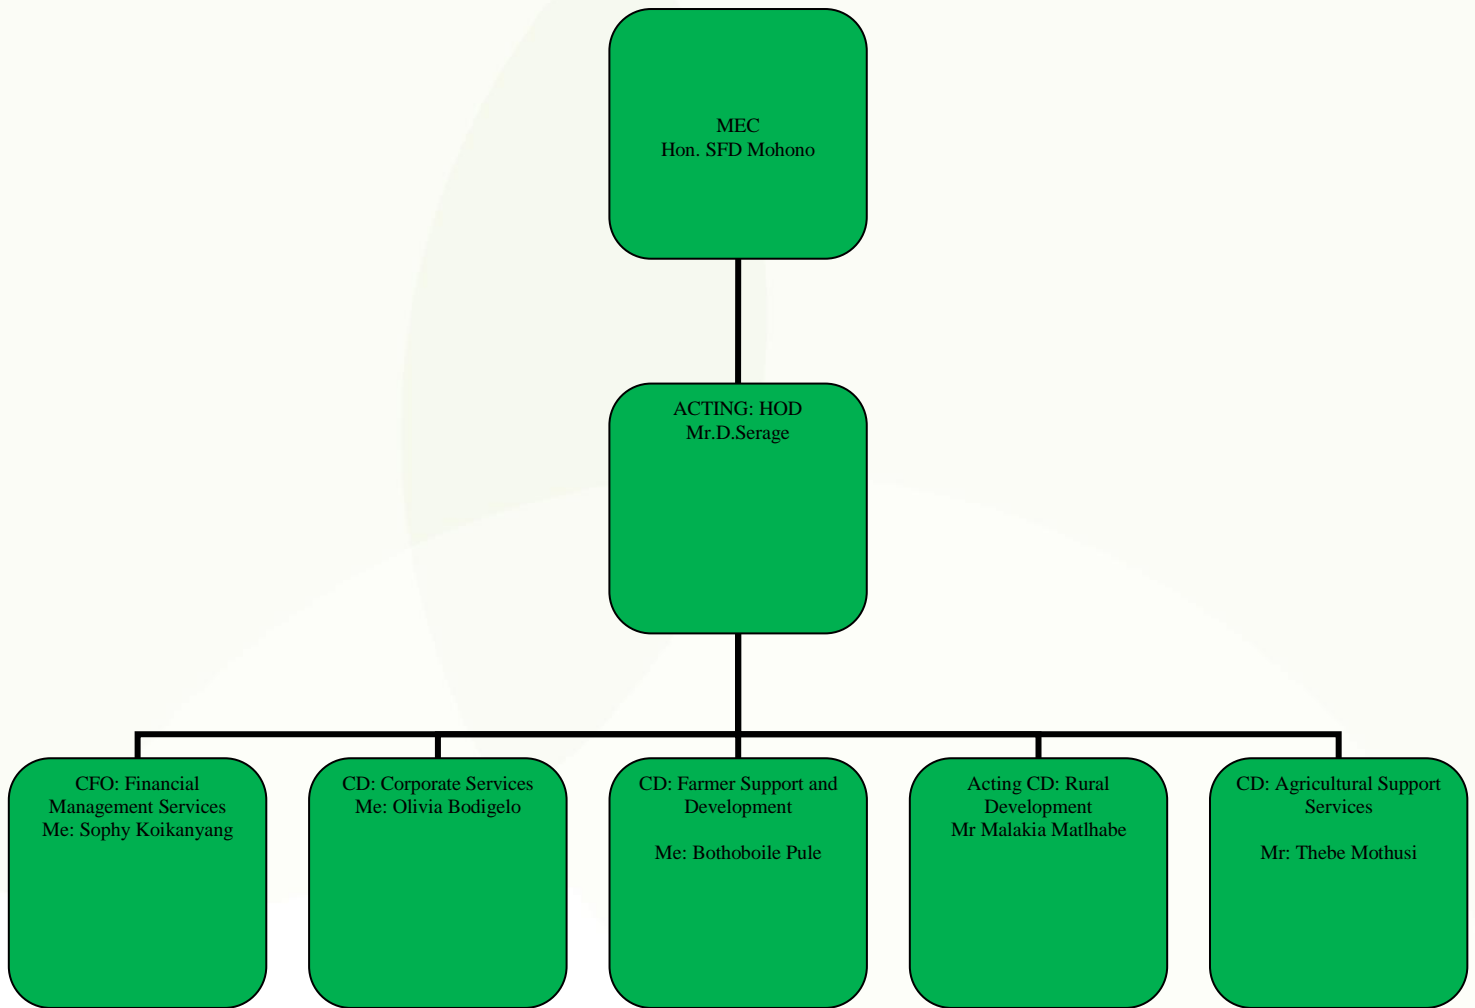 MEC
Hon. SFD Mohono
ACTING: HOD
Mr.D.Serage
CFO: Financial
Management Services
Me: Sophy Koikanyang
CD: Corporate Services
Me: Olivia Bodigelo
CD: Farmer Support and
Development
Me: Bothoboile Pule
Acting CD: Rural
Development
Mr Malakia Matlhabe
CD: Agricultural Support
Services
Mr: Thebe Mothusi